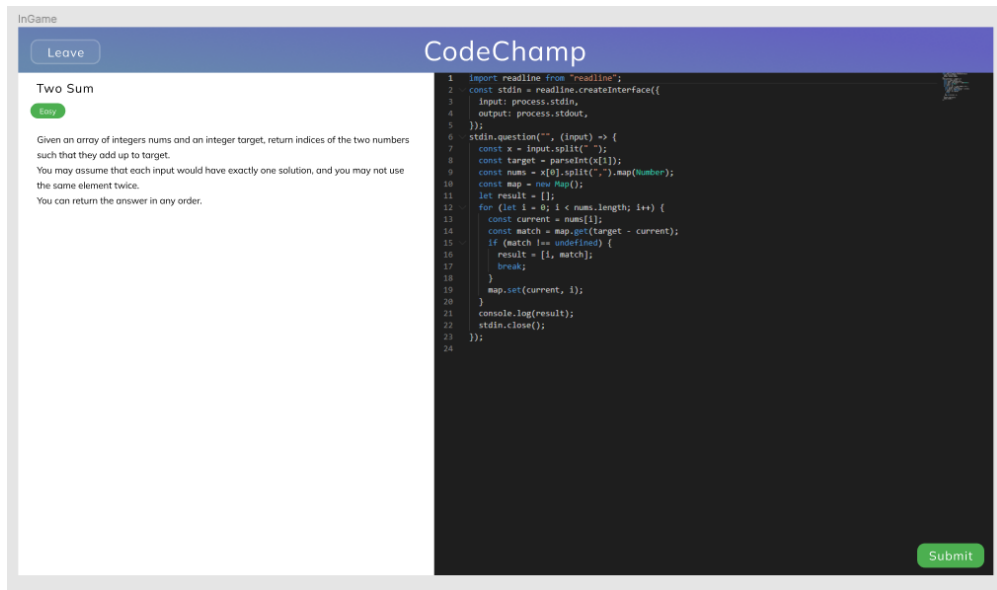 InGame
Leave
CodeChamp
Two Sum
Easy
Given an array of integers nums and an integer target, return indices of the two numbers
such that they add up to target.
You may assume that each input would have exactly one solution, and you may not use
the same element twice.
You can return the answer in any order.
1 import readline from "readline";
2 const stdin = readline.createInterface({
3   input: process.stdin,
4   output: process.stdout,
5 });
6 stdin.question("", (input) => {
7   const x = input.split(" ");
8   const target = parseInt(x[1]);
9   const nums = x[0].split(",").map(Number);
10   const map = new Map();
11   let result = [];
12   for (let i = 0; i < nums.length; i++) {
13     const current = nums[i];
14     const match = map.get(target - current);
15     if (match !== undefined) {
16       result = [i, match];
17       break;
18     }
19     map.set(current, i);
20   }
21   console.log(result);
22   stdin.close();
23 });
24
Submit